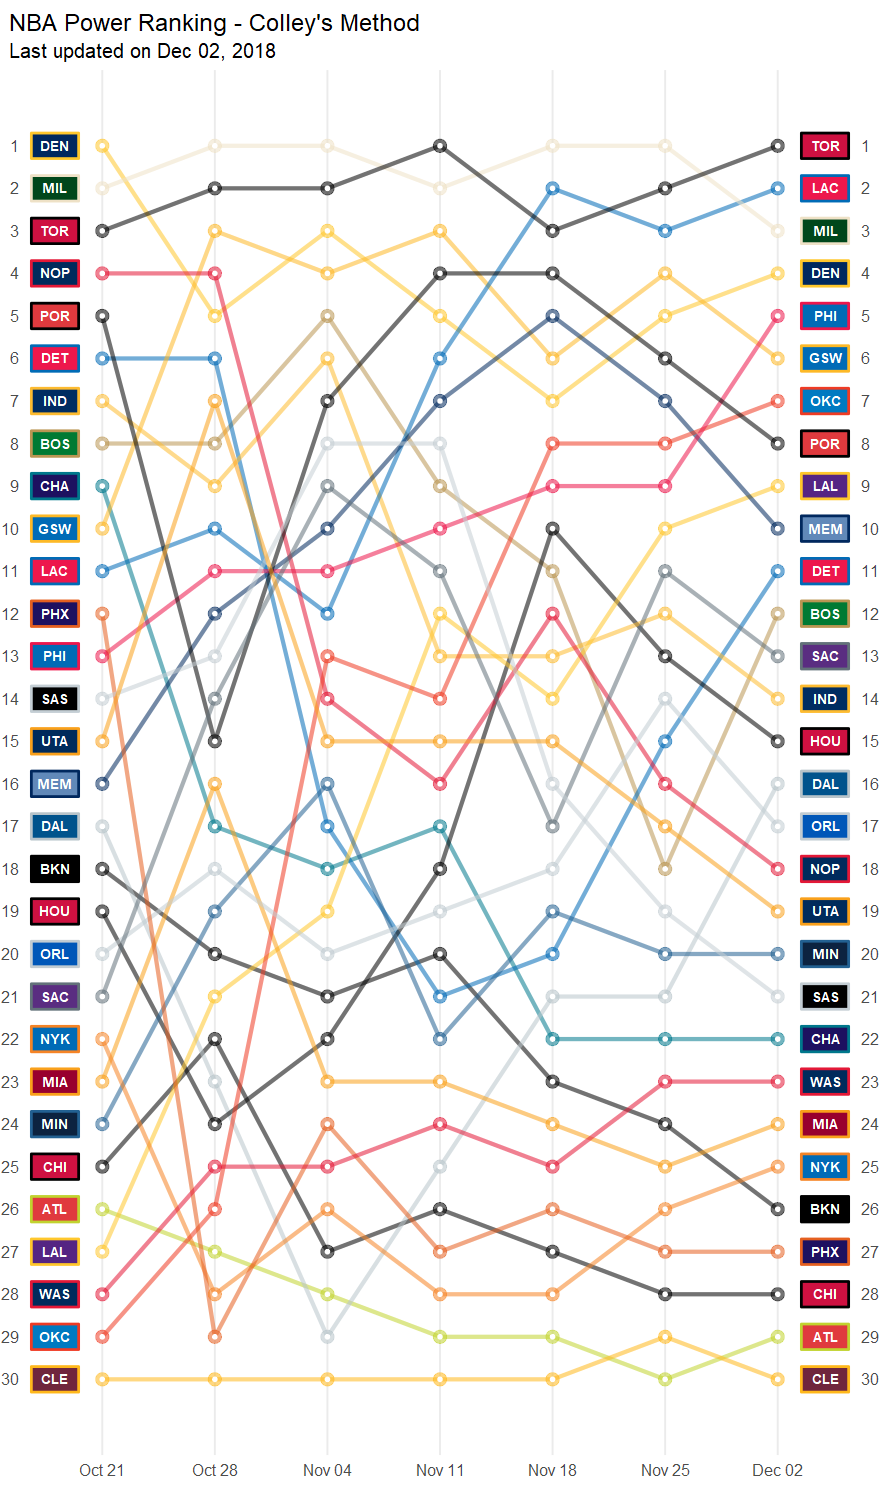 NBA Power Ranking - Colley's Method
Last updated on Dec 02, 2018
1 DEN TOR 1
2 MIL LAC 2
3 TOR MIL 3
4 NOP DEN 4
5 POR PHI 5
6 DET GSW 6
7 IND OKC 7
8 BOS POR 8
9 CHA LAL 9
10 GSW MEM 10
11 LAC DET 11
12 PHX BOS 12
13 PHI SAC 13
14 SAS IND 14
15 UTA HOU 15
16 MEM DAL 16
17 DAL ORL 17
18 BKN NOP 18
19 HOU UTA 19
20 ORL MIN 20
21 SAC SAS 21
22 NYK CHA 22
23 MIA WAS 23
24 MIN MIA 24
25 CHI NYK 25
26 ATL BKN 26
27 LAL PHX 27
28 WAS CHI 28
29 OKC ATL 29
30 CLE CLE 30
Oct 21 Oct 28 Nov 04 Nov 11 Nov 18 Nov 25 Dec 02